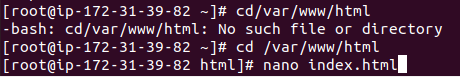 [root@ip-172-31-39-82 ~]# cd/var/www/html
-bash: cd/var/www/html: No such file or directory
[root@ip-172-31-39-82 ~]# cd /var/www/html
[root@ip-172-31-39-82 html]# nano index.html